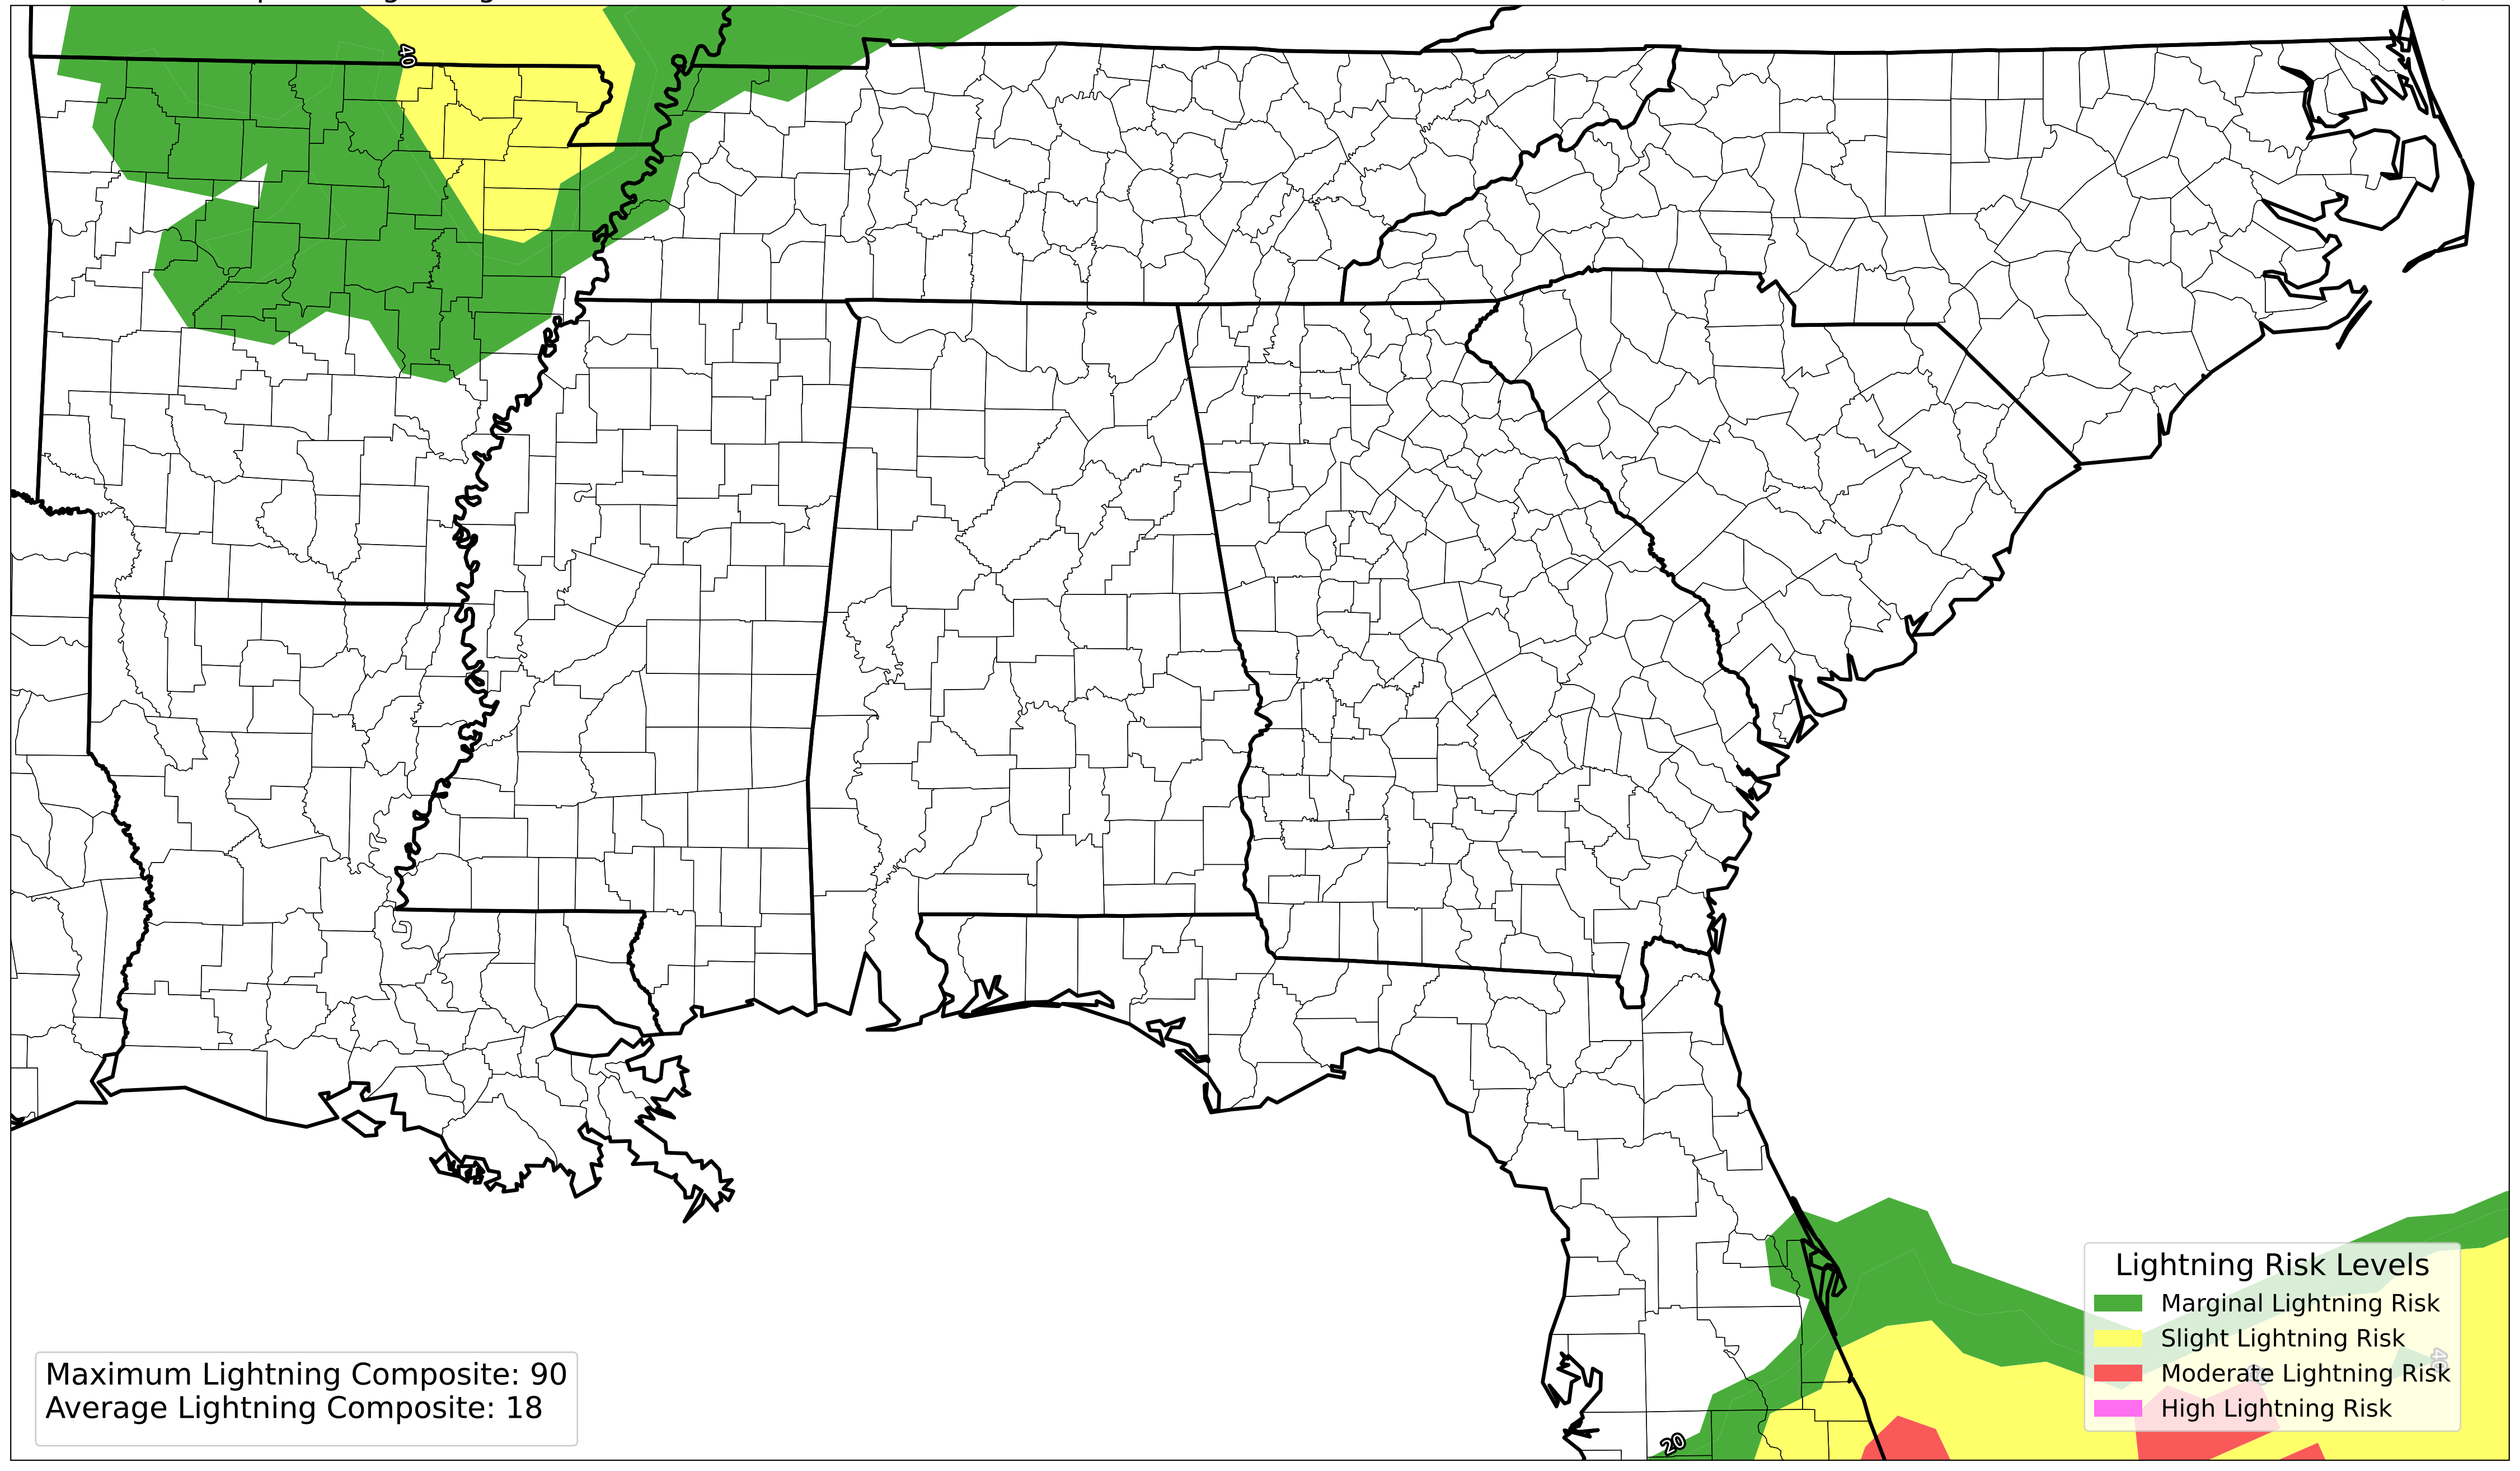 40
Lightning Risk Levels
Marginal Lightning Risk
Slight Lightning Risk
Moderate Lightning Risk
High Lightning Risk
40
Maximum Lightning Composite: 90
Average Lightning Composite: 18
20